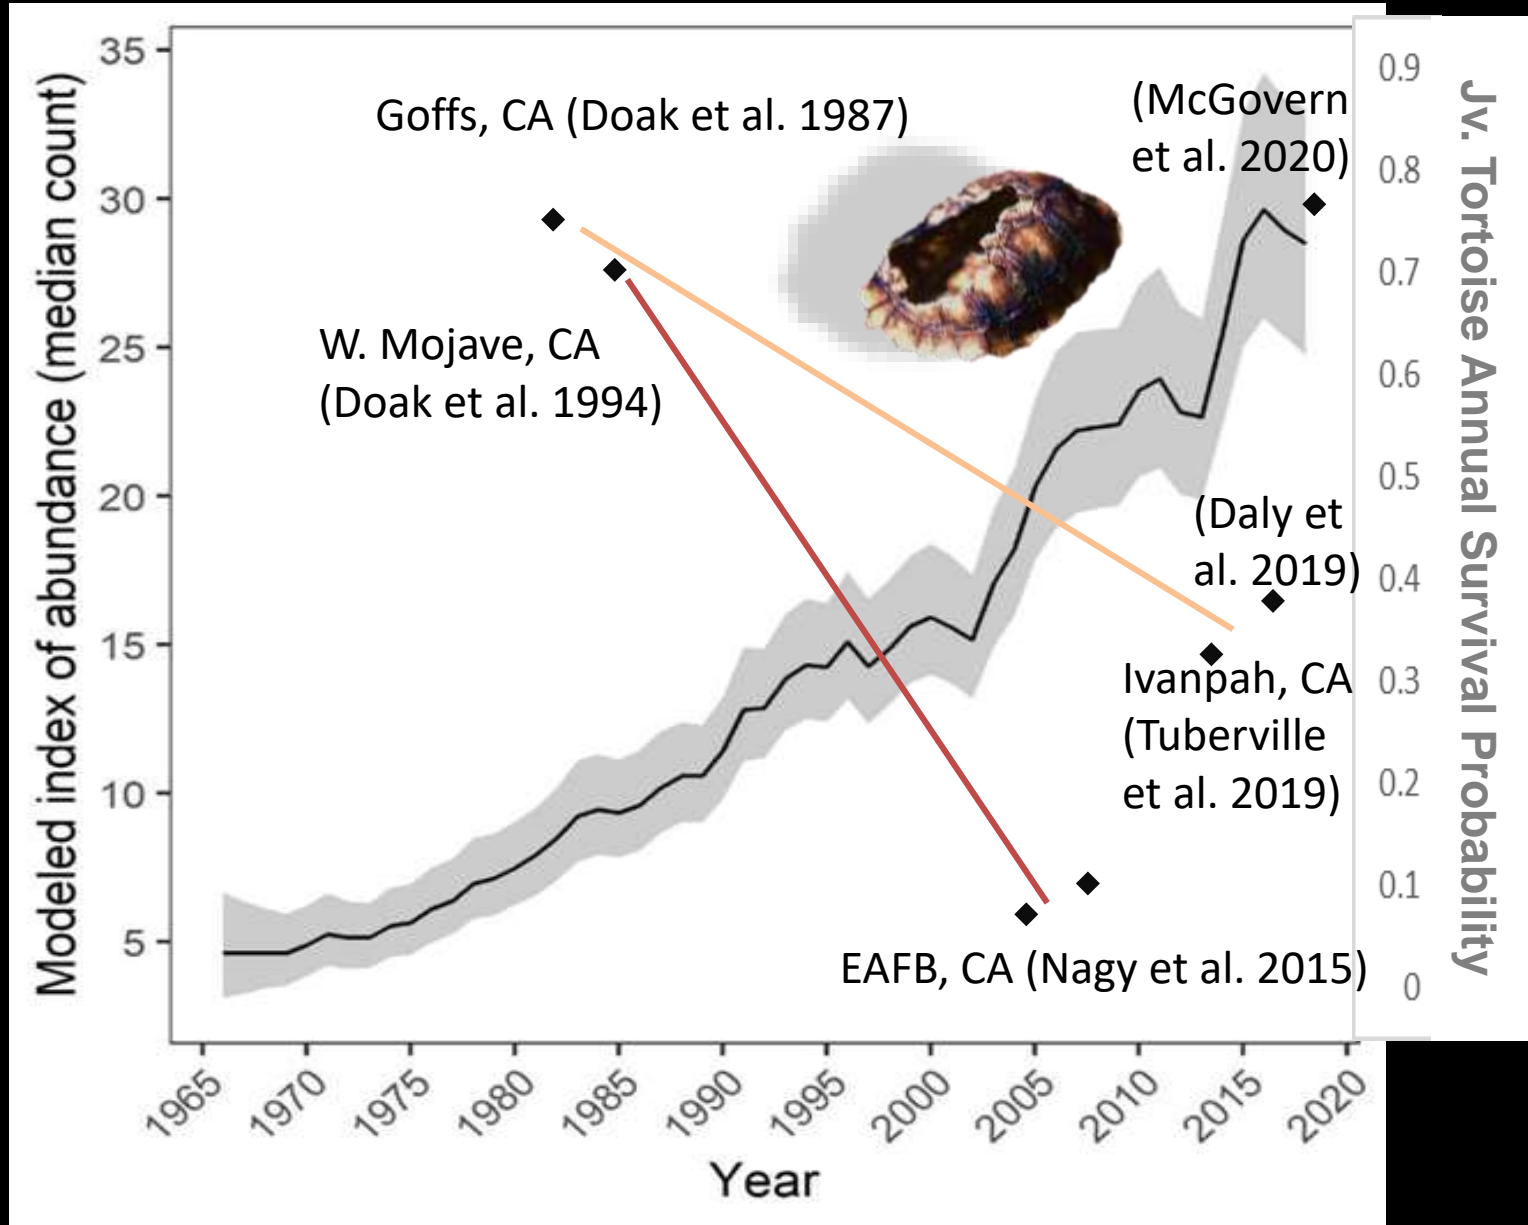 Modeled index of abundance (median count)
35
30
25
20
15
10
5
Goffs, CA (Doak et al. 1987)
(McGovern
et al. 2020)
W. Mojave, CA
(Doak et al. 1994)
(Daly et
al. 2019)
Ivanpah, CA
(Tuberville
et al. 2019)
EAFB, CA (Nagy et al. 2015)
0.9
0.8
0.7
0.6
0.5
0.4
0.3
0.2
0.1
0
Jv. Tortoise Annual Survival Probability
1965
1970
1975
1980
1985
1990
1995
2000
2005
2010
2015
2020
Year